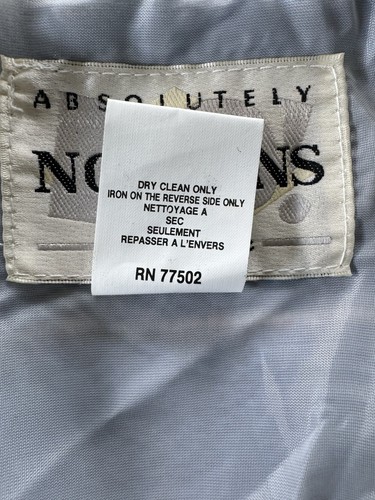 ABSOLUTELY
DRY CLEAN ONLY
IRON ON THE REVERSE SIDE ONLY
NETTOYAGE A
SEC
SEULEMENT
REPASSER A L'ENVERS
RN 77502